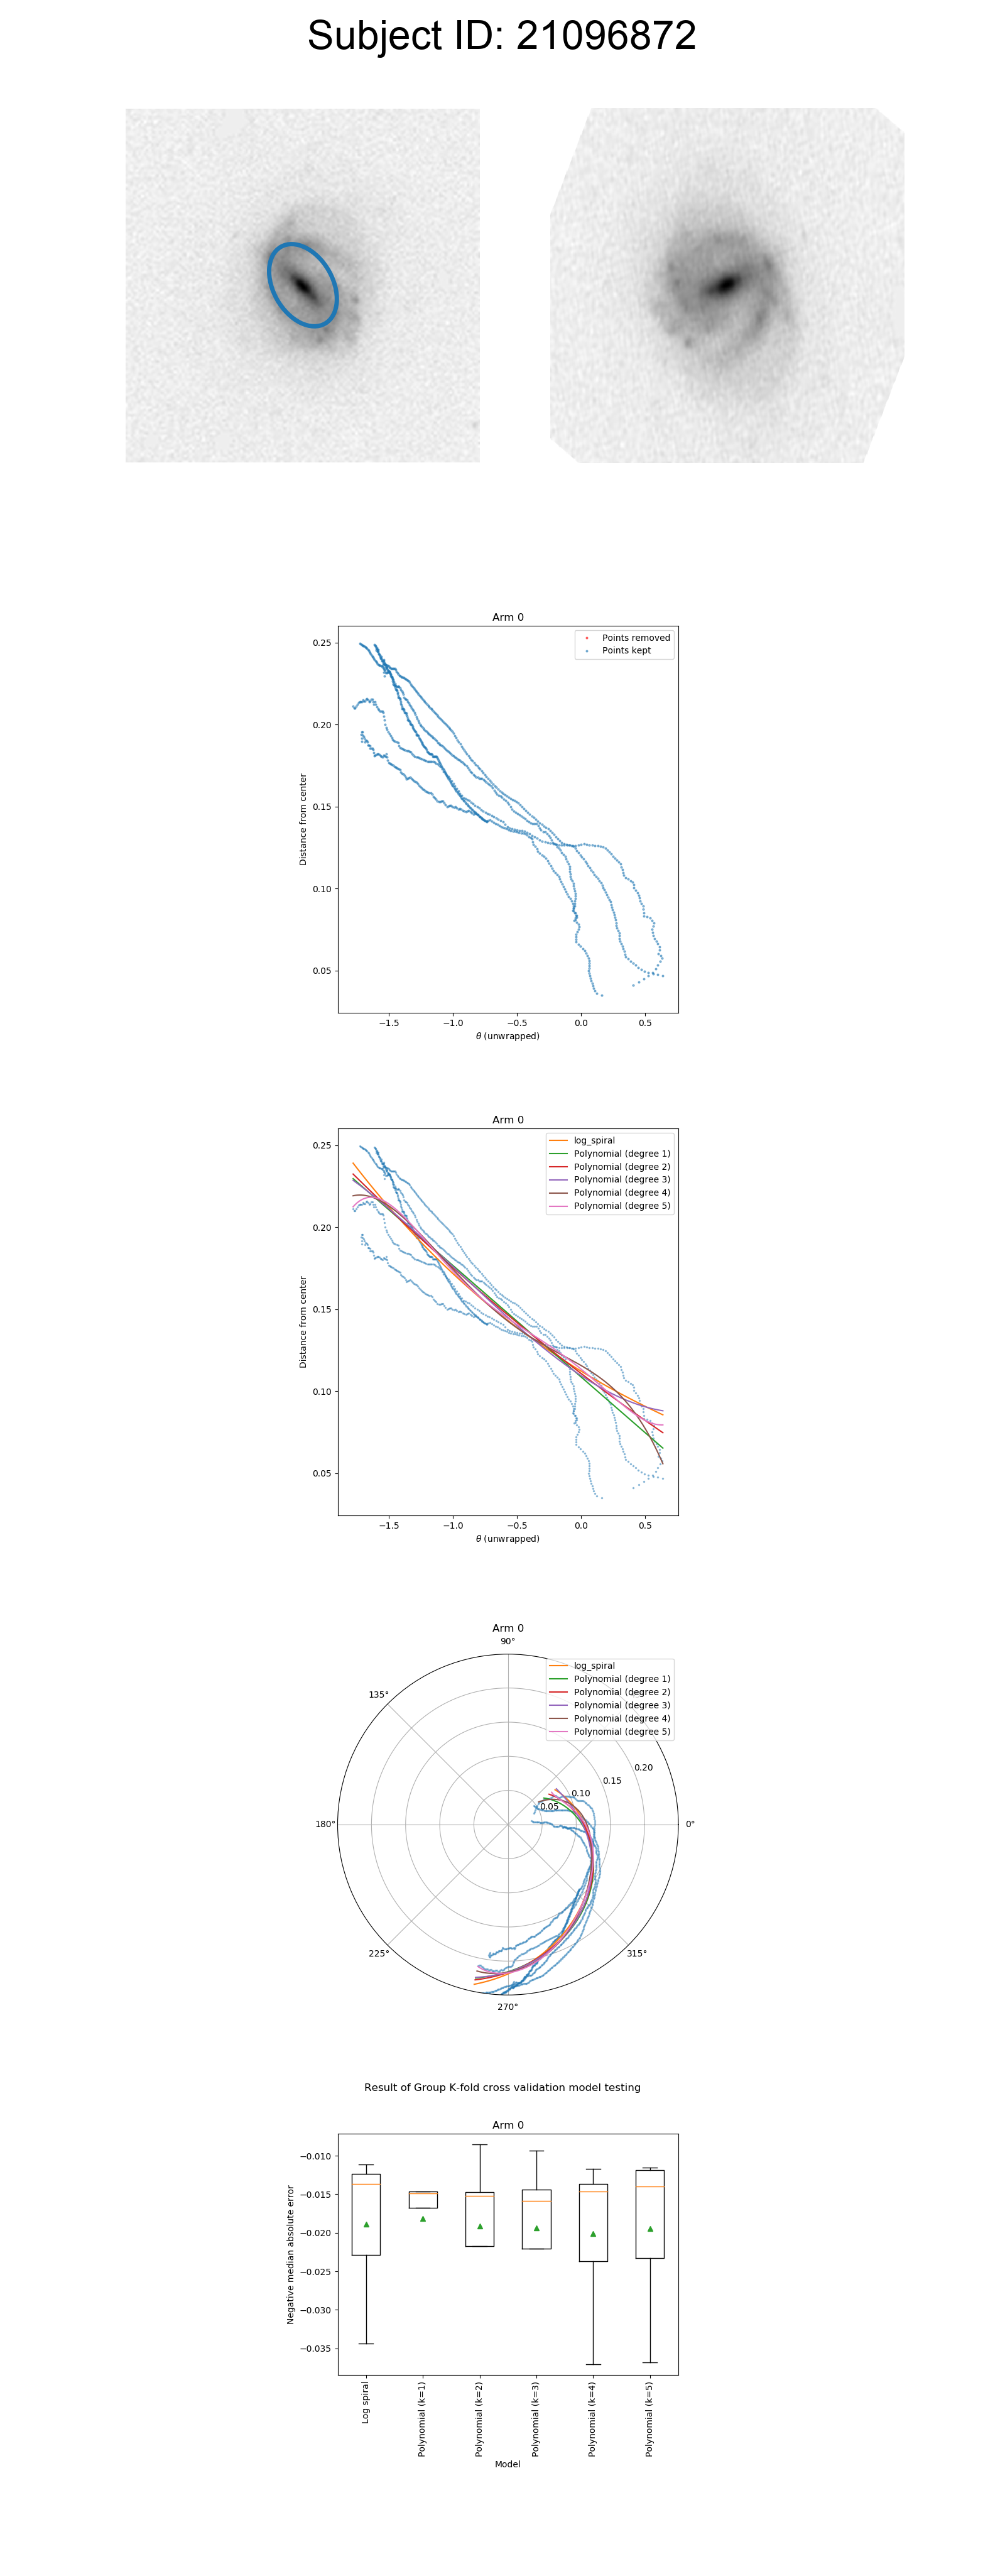 Subject ID: 21096872
Arm 0
Points removed
Points kept
0.25
0.20
0.15
0.10
0.05
Distance from center
−1.5 −1.0 −0.5 0.0 0.5
θ (unwrapped)
Arm 0
log_spiral
Polynomial (degree 1)
Polynomial (degree 2)
Polynomial (degree 3)
Polynomial (degree 4)
Polynomial (degree 5)
0.25
0.20
0.15
0.10
0.05
Distance from center
−1.5 −1.0 −0.5 0.0 0.5
θ (unwrapped)
Arm 0
90°
log_spiral
Polynomial (degree 1)
Polynomial (degree 2)
Polynomial (degree 3)
Polynomial (degree 4)
Polynomial (degree 5)
135°
0.20
0.15
0.10
0.05
180°
0°
225°
315°
270°
Result of Group K-fold cross validation model testing
Arm 0
−0.010
−0.015
−0.020
−0.025
−0.030
−0.035
Negative median absolute error
Log spiral
Polynomial (k=1)
Polynomial (k=2)
Polynomial (k=3)
Polynomial (k=4)
Polynomial (k=5)
Model